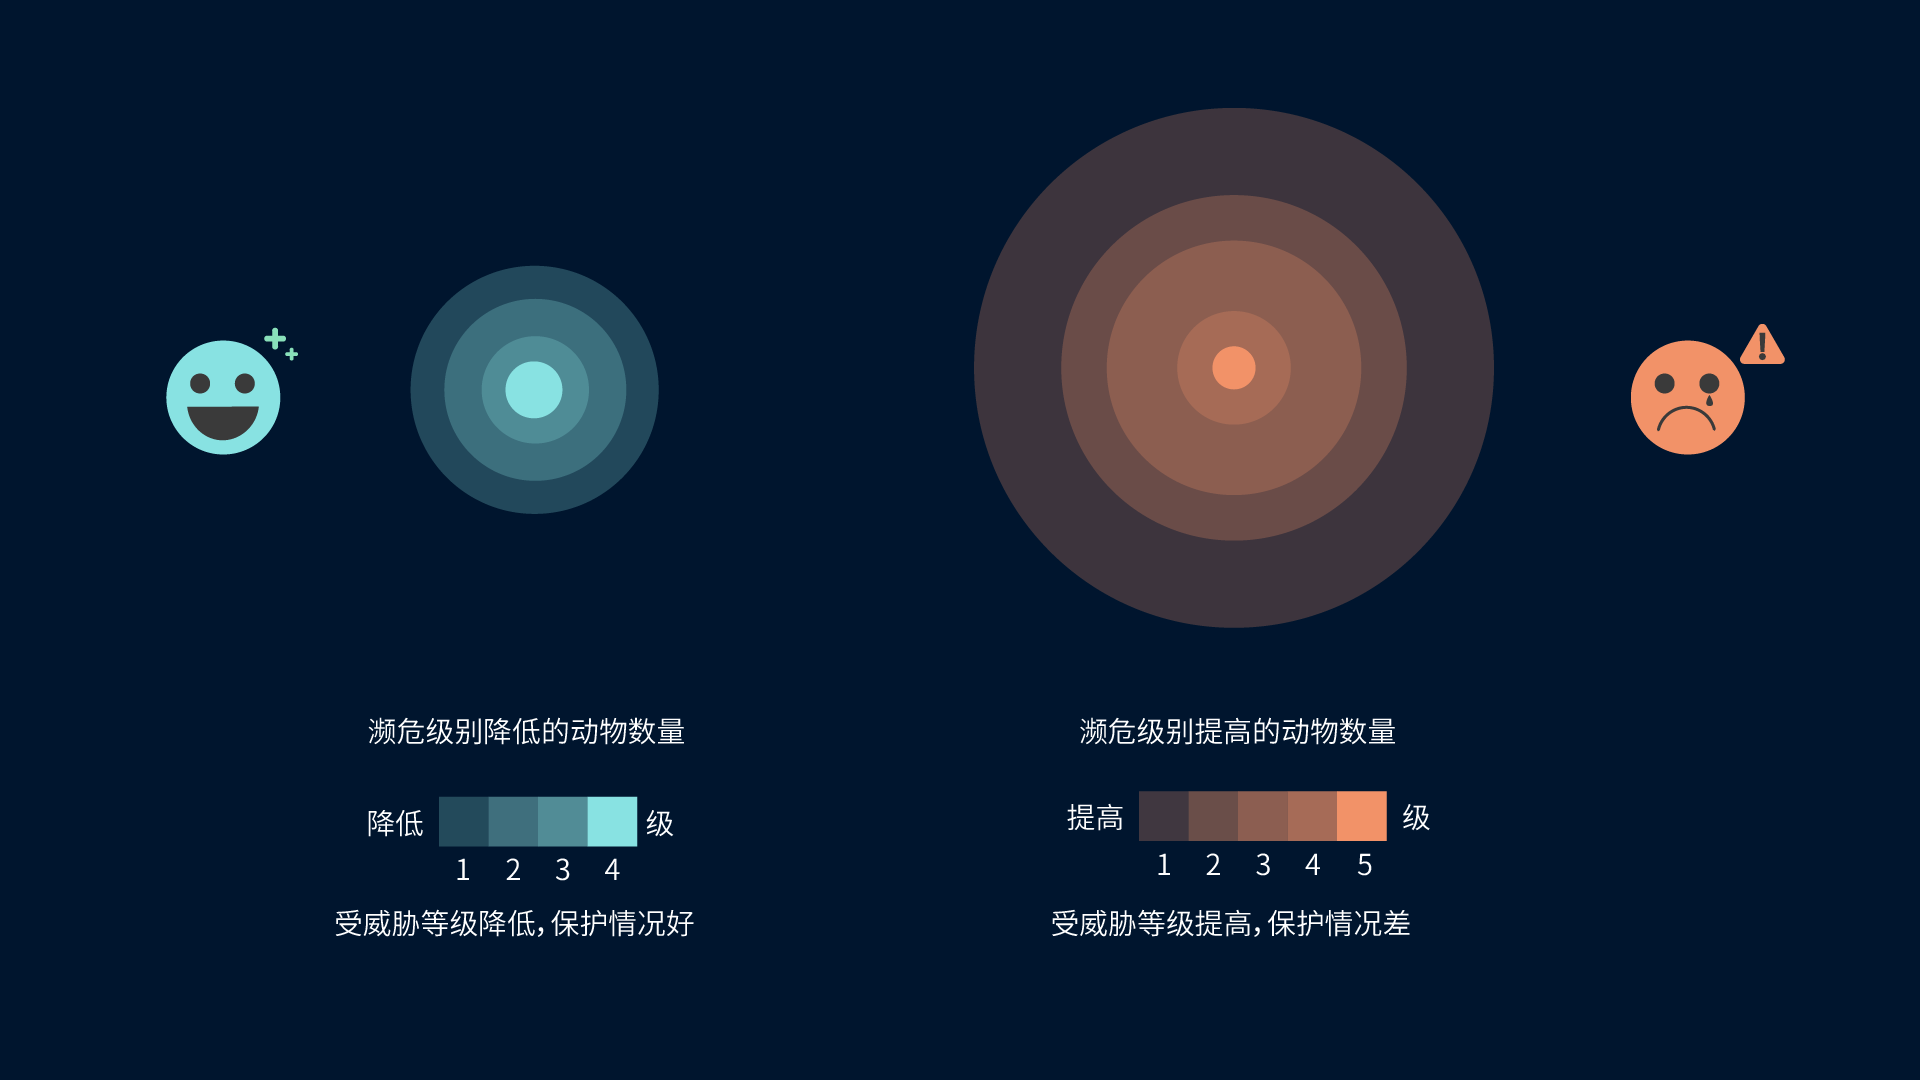 濒危级别降低的动物数量
降低 级
1 2 3 4
受威胁等级降低，保护情况好
濒危级别提高的动物数量
提高 级
1 2 3 4 5
受威胁等级提高，保护情况差